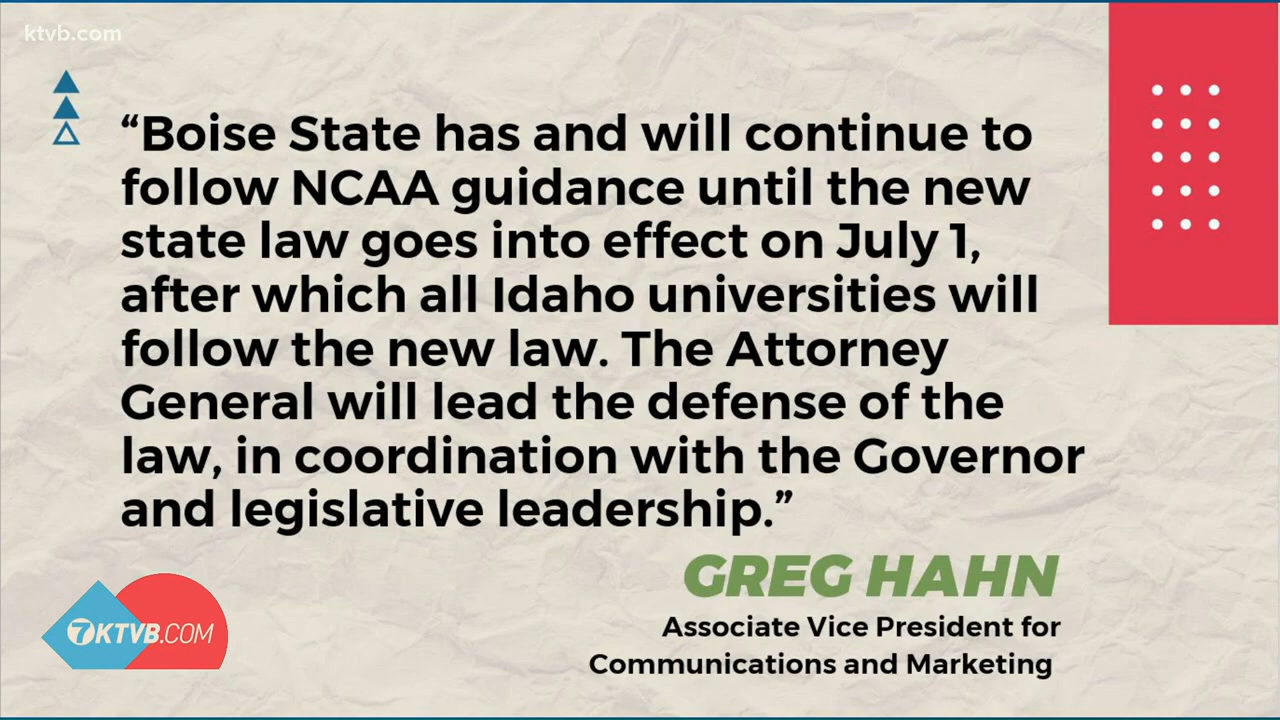 ktvb.com
“Boise State has and will continue to
follow NCAA guidance until the new
state law goes into effect on July 1,
after which all Idaho universities will
follow the new law. The Attorney
General will lead the defense of the
law, in coordination with the Governor
and legislative leadership.”
GREG HAHN
Associate Vice President for
Communications and Marketing
7KTVB.COM